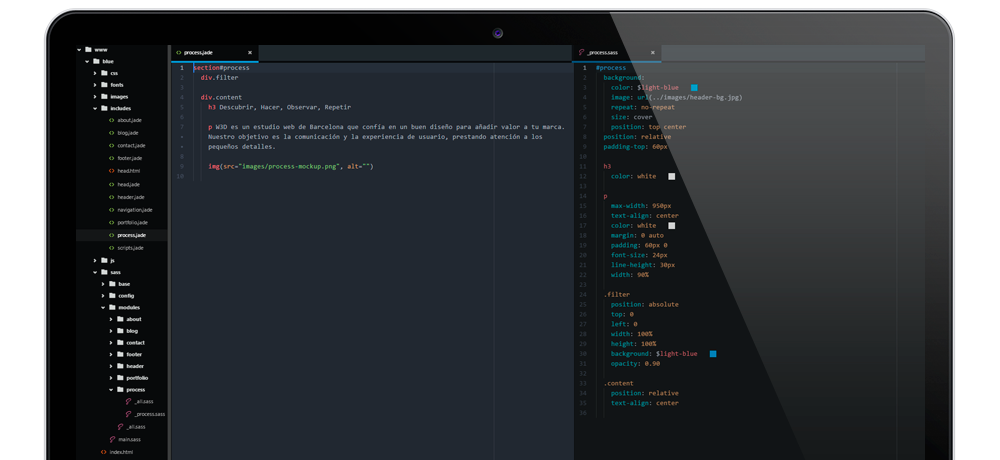 www
blue
css
fonts
images
includes
about.jade
blog.jade
contact.jade
footer.jade
head.html
head.jade
header.jade
navigation.jade
portfolio.jade
process.jade
scripts.jade
js
sass
base
config
modules
about
blog
contact
footer
header
portfolio
process
_all.sass
_process.sass
_all.sass
main.sass
index.html
process.jade ×
1 section#process
2 div.filter
3
4 div.content
5 h3 Descubrir, Hacer, Observar, Repetir
6
7 p W3D es un estudio web de Barcelona que confía en un buen diseño para añadir valor a tu marca.
Nuestro objetivo es la comunicación y la experiencia de usuario, prestando atención a los
pequeños detalles.
8
9 img(src="images/process-mockup.png", alt="")
10
_process.sass ×
1 #process
2 background:
3 color: $light-blue
4 image: url(../images/header-bg.jpg)
5 repeat: no-repeat
6 size: cover
7 position: top center
8 position: relative
9 padding-top: 60px
10
11 h3
12 color: white
13
14 p
15 max-width: 950px
16 text-align: center
17 color: white
18 margin: 0 auto
19 padding: 60px 0
20 font-size: 24px
21 line-height: 30px
22 width: 90%
23
24 .filter
25 position: absolute
26 top: 0
27 left: 0
28 width: 100%
29 height: 100%
30 background: $light-blue
31 opacity: 0.90
32
33 .content
34 position: relative
35 text-align: center
36